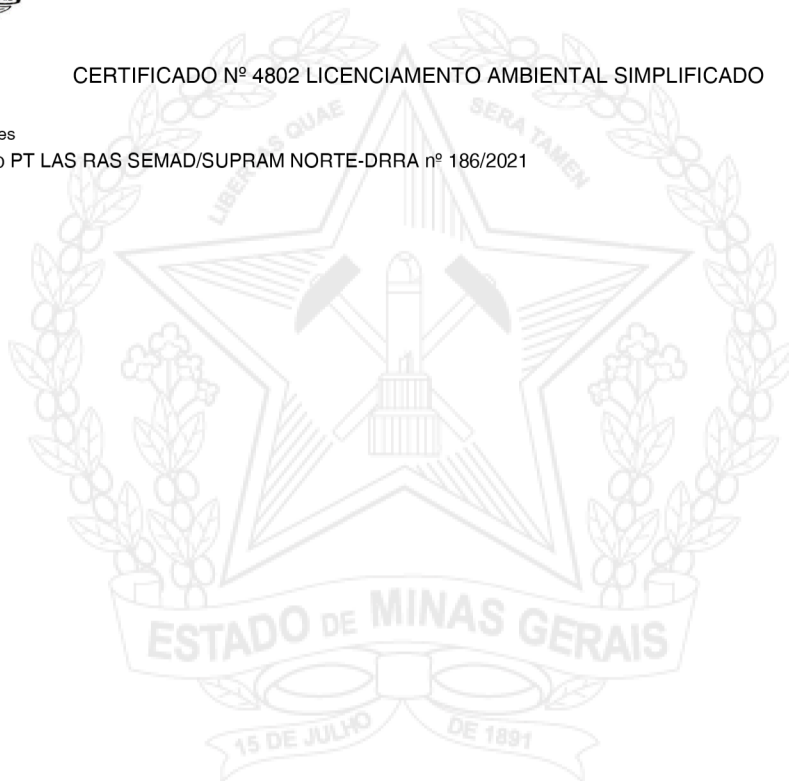 CERTIFICADO Nº 4802 LICENCIAMENTO AMBIENTAL SIMPLIFICADO
es
o PT LAS RAS SEMAD/SUPRAM NORTE-DRRA nº 186/2021
LIBERTAS QUAE SERA TAMEN
ESTADO DE MINAS GERAIS
15 DE JULHO DE 1891